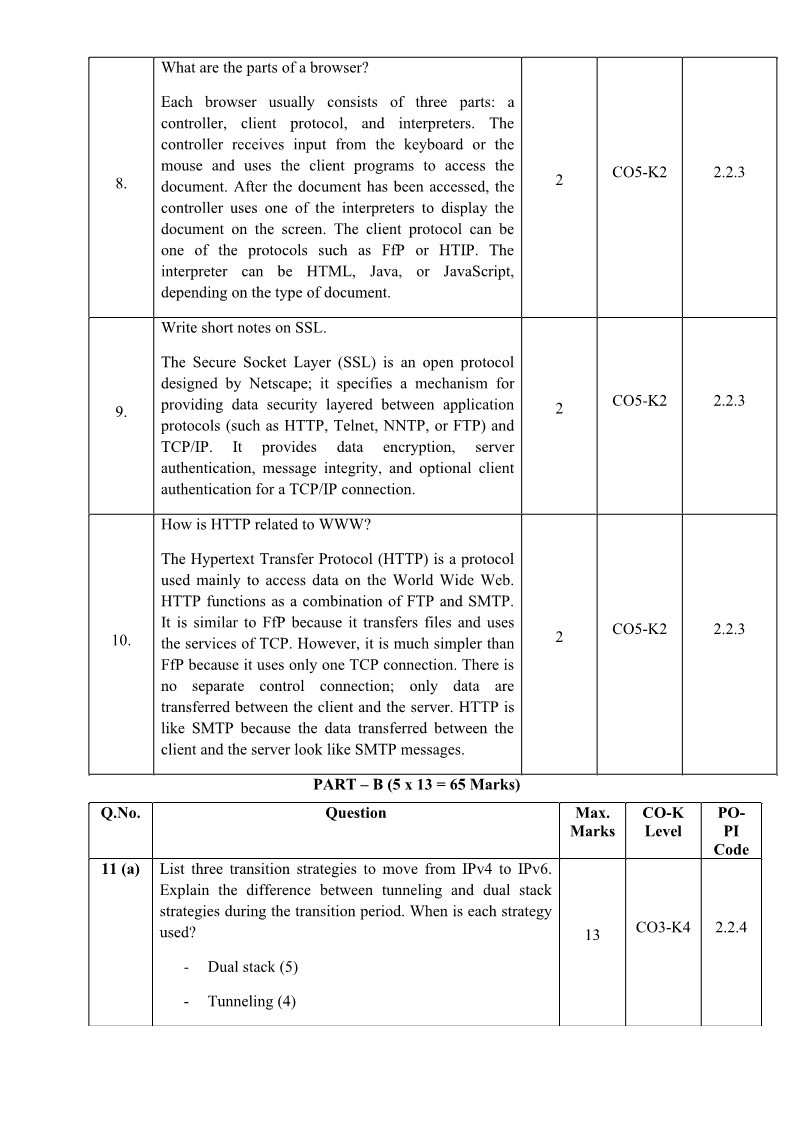 What are the parts of a browser?
Each browser usually consists of three parts: a
controller, client protocol, and interpreters. The
controller receives input from the keyboard or the
mouse and uses the client programs to access the
8.
document. After the document has been accessed, the
2
CO5-K2
2.2.3
controller uses one of the interpreters to display the
document on the screen. The client protocol can be
one of the protocols such as FfP or HTIP. The
interpreter can be HTML, Java, or JavaScript,
depending on the type of document.
Write short notes on SSL.
The Secure Socket Layer (SSL) is an open protocol
designed by Netscape; it specifies a mechanism for
providing data security layered between application
9.
protocols (such as HTTP, Telnet, NNTP, or FTP) and
2
CO5-K2
2.2.3
TCP/IP. It provides data encryption, server
authentication, message integrity, and optional client
authentication for a TCP/IP connection.
How is HTTP related to WWW?
The Hypertext Transfer Protocol (HTTP) is a protocol
used mainly to access data on the World Wide Web.
HTTP functions as a combination of FTP and SMTP.
It is similar to FfP because it transfers files and uses
10.
the services of TCP. However, it is much simpler than
2
CO5-K2
2.2.3
FfP because it uses only one TCP connection. There is
no separate control connection; only data are
transferred between the client and the server. HTTP is
like SMTP because the data transferred between the
client and the server look like SMTP messages.
PART – B (5 x 13 = 65 Marks)
Q.No.
Question
Max.
Marks
CO-K
Level
PO-
PI
Code
11 (a)
List three transition strategies to move from IPv4 to IPv6.
Explain the difference between tunneling and dual stack
strategies during the transition period. When is each strategy
used?
13
CO3-K4
2.2.4
- Dual stack (5)
- Tunneling (4)